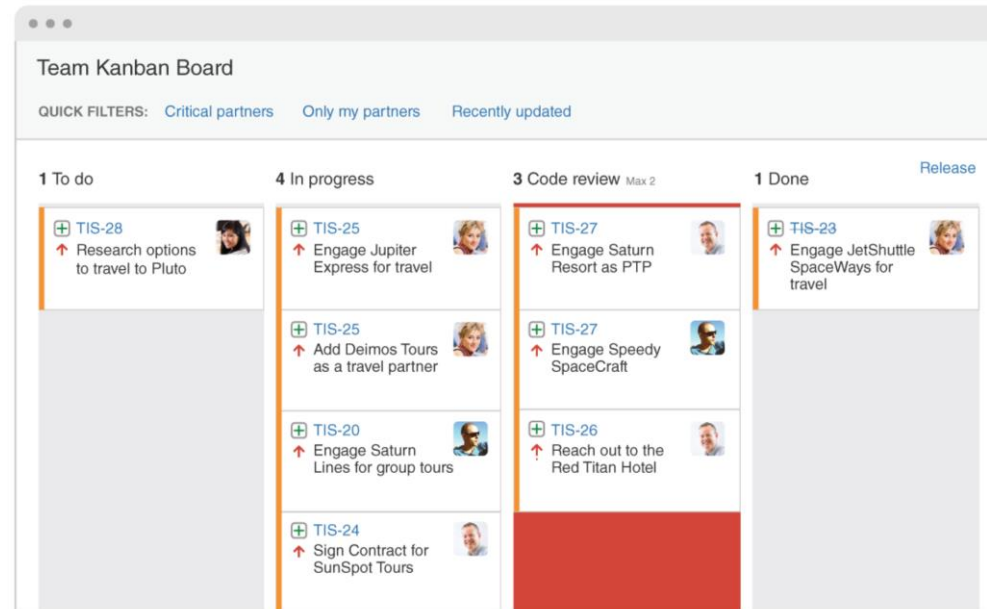 Team Kanban Board
QUICK FILTERS: Critical partners Only my partners Recently updated
Release
1 To do
TIS-28
Research options
to travel to Pluto
4 In progress
TIS-25
Engage Jupiter
Express for travel
TIS-25
Add Deimos Tours
as a travel partner
TIS-20
Engage Saturn
Lines for group tours
TIS-24
Sign Contract for
SunSpot Tours
3 Code review Max 2
TIS-27
Engage Saturn
Resort as PTP
TIS-27
Engage Speedy
SpaceCraft
TIS-26
Reach out to the
Red Titan Hotel
1 Done
TIS-23
Engage JetShuttle
SpaceWays for
travel